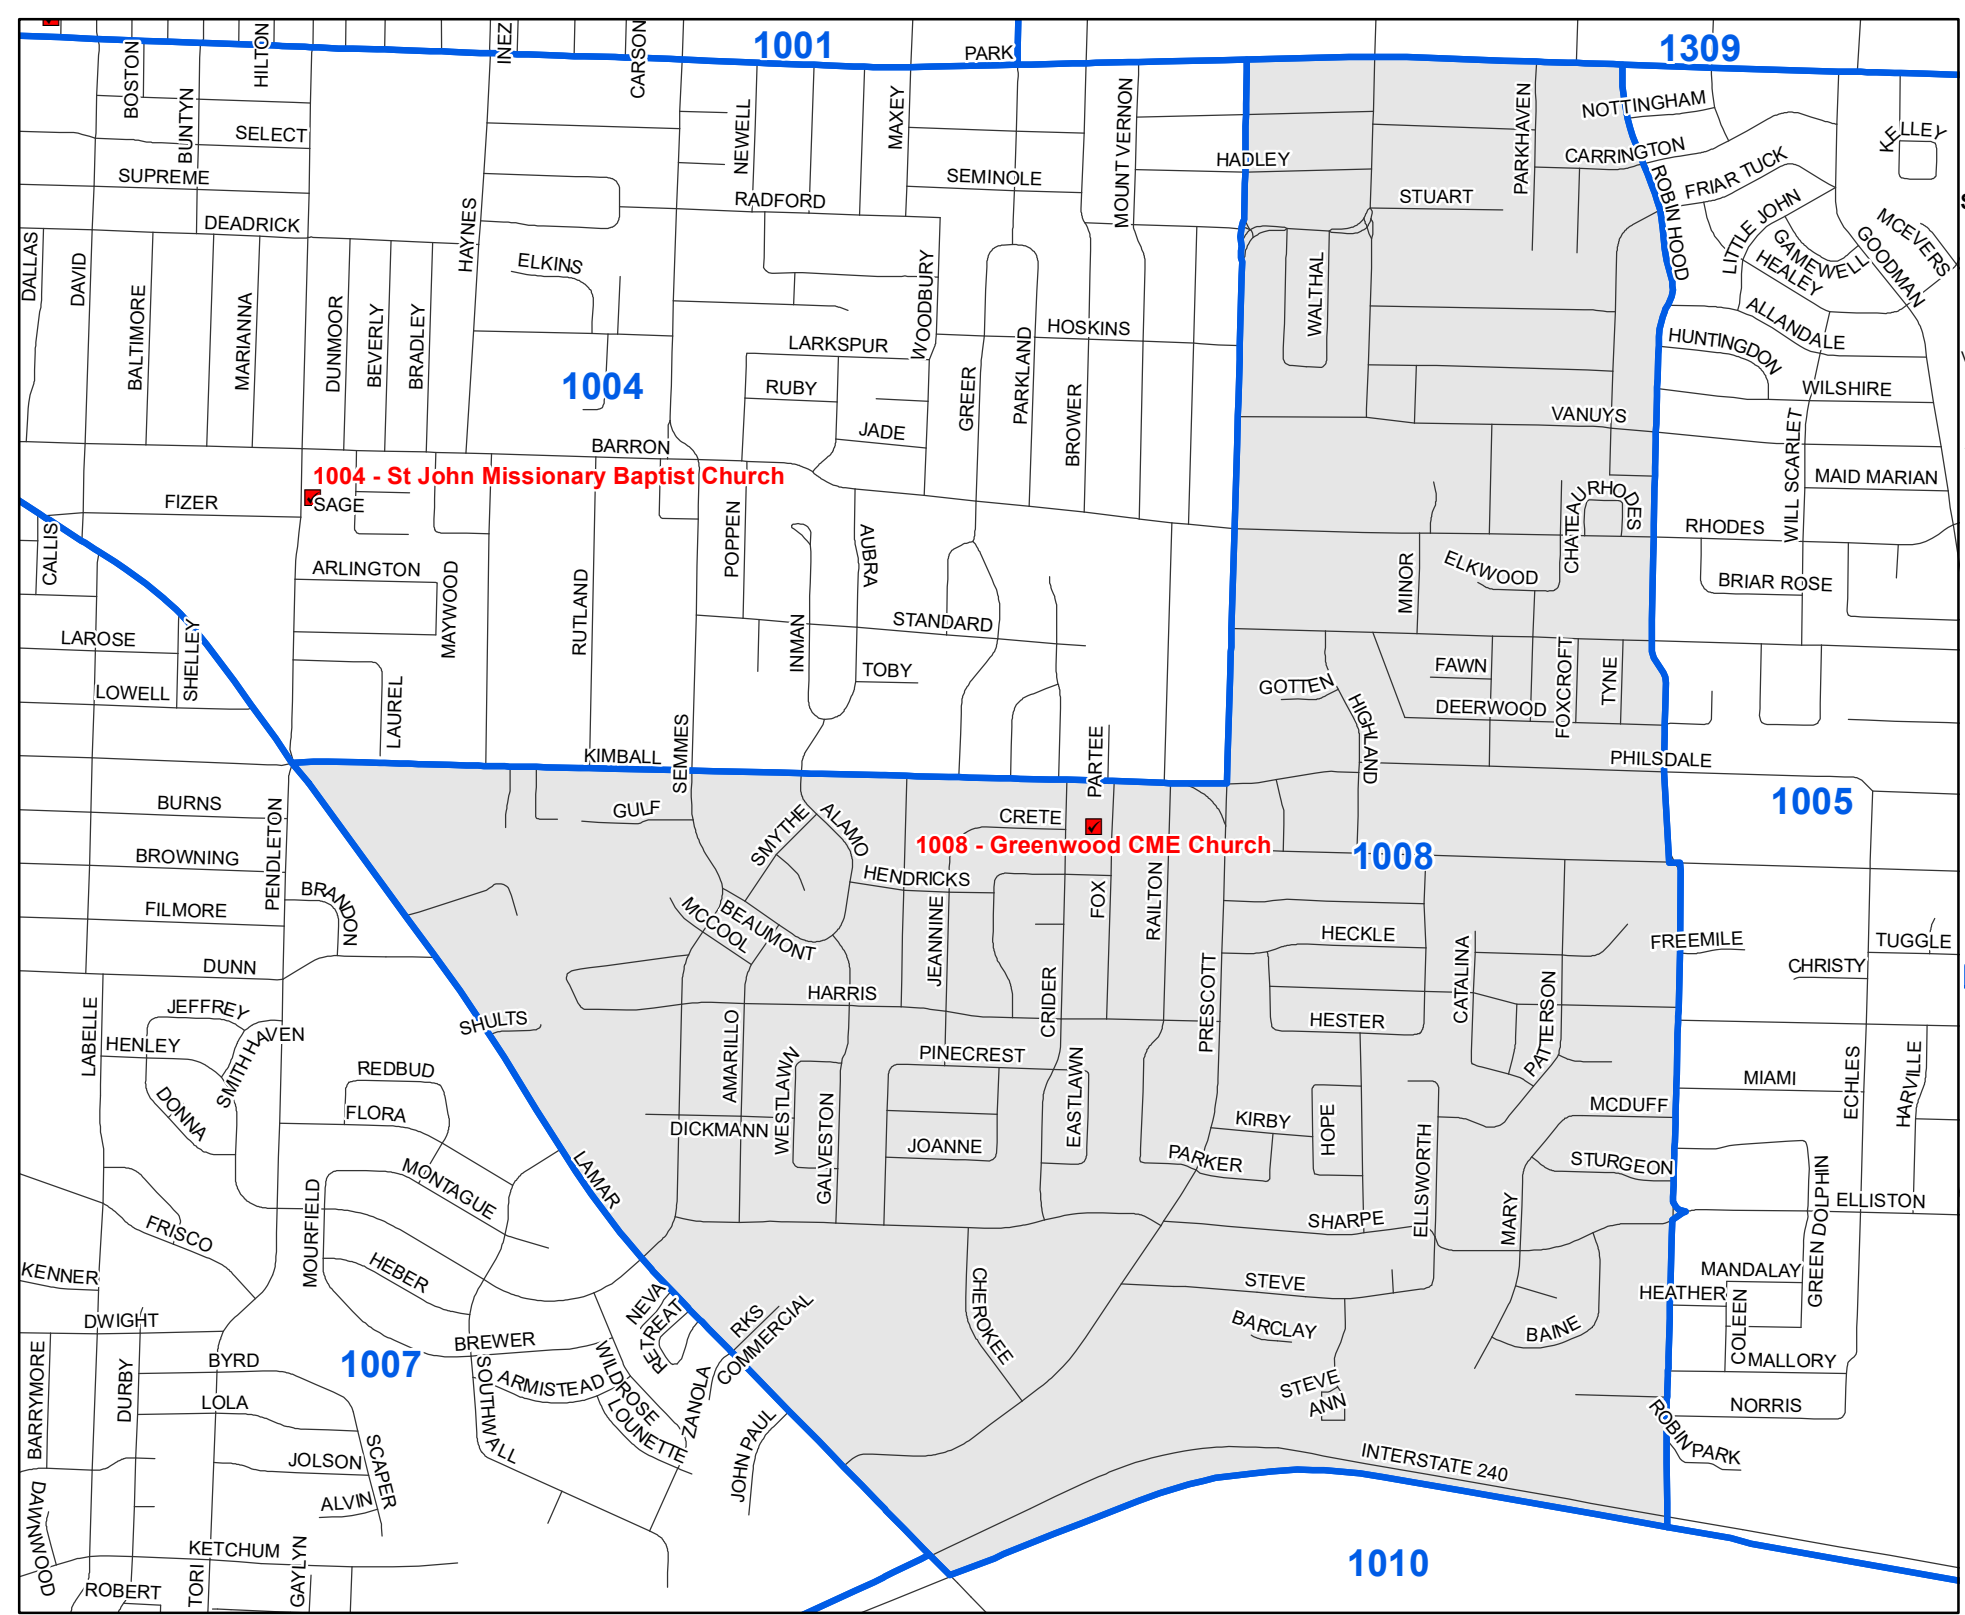 1001
1309
PARK
BOSTON
HILTON
INEZ
CARSON
BUNTYN
SELECT
NEWELL
MAXEY
MOUNT VERNON
PARKHAVEN
NOTTINGHAM
KELLEY
CARRINGTON
HADLEY
SUPREME
SEMINOLE
FRIAR TUCK
ROBIN HOOD
STUART
RADFORD
DEADRICK
HAYNES
LITTLE JOHN
MCEVERS
GAMEWELL
GOODMAN
HEALEY
DALLAS
DAVID
ELKINS
WOODBURY
WALTHAL
BALTIMORE
MARIANNA
DUNMOOR
BEVERLY
BRADLEY
ALLANDALE
HOSKINS
LARKSPUR
PARKLAND
HUNTINGDON
1004
RUBY
GREER
BROWER
WILSHIRE
VANUYS
JADE
WILL SCARLET
BARRON
1004 - St John Missionary Baptist Church
MAID MARIAN
FIZER
SAGE
CHATEAU
RHODES
RHODES
CALLIS
POPPEN
AUBRA
ARLINGTON
MAYWOOD
RUTLAND
MINOR
ELKWOOD
BRIAR ROSE
LAROSE
SHELLEY
STANDARD
INMAN
TOBY
FAWN
FOXCROFT
TYNE
LOWELL
LAUREL
GOTTEN
HIGHLAND
DEERWOOD
SEMMES
KIMBALL
PARTEE
PHILSDALE
1005
BURNS
PENDLETON
GULF
SMYTHE
ALAMO
CRETE
1008 - Greenwood CME Church
1008
BROWNING
BRANDON
HENDRICKS
FOX
RAILTON
FILMORE
MCCOOL
BEAUMONT
JEANNINE
HECKLE
CATALINA
FREEMILE
TUGGLE
DUNN
CHRISTY
PRESCOTT
PATTERSON
HARRIS
CRIDER
LABELLE
JEFFREY
SHULTS
HESTER
HENLEY
SMITH HAVEN
AMARILLO
WESTLAWN
PINECREST
EASTLAWN
ECHLES
HARVILLE
REDBUD
MIAMI
DONNA
FLORA
DICKMANN
GALVESTON
JOANNE
KIRBY
HOPE
MCDUFF
ELLSWORTH
PARKER
STURGEON
LAMAR
MONTAGUE
GREEN DOLPHIN
ELLISTON
MOURFIELD
FRISCO
SHARPE
MARY
KENNER
HEBER
CHEROKEE
STEVE
MANDALAY
HEATHER
NEVA
RETREAT
RKS
COMMERCIAL
BARCLAY
BAINE
COLEEN
DWIGHT
BREWER
MALLORY
BARRYMORE
DURBY
BYRD
1007
SOUTHWALL
ARMISTEAD
WILDROSE
LOUNETTE
ZANOLA
STEVE
ANN
LOLA
NORRIS
JOHN PAUL
ROBIN PARK
SCAPER
JOLSON
INTERSTATE 240
DAWNWOOD
ALVIN
KETCHUM
1010
ROBERT
TORI
GAYLYN